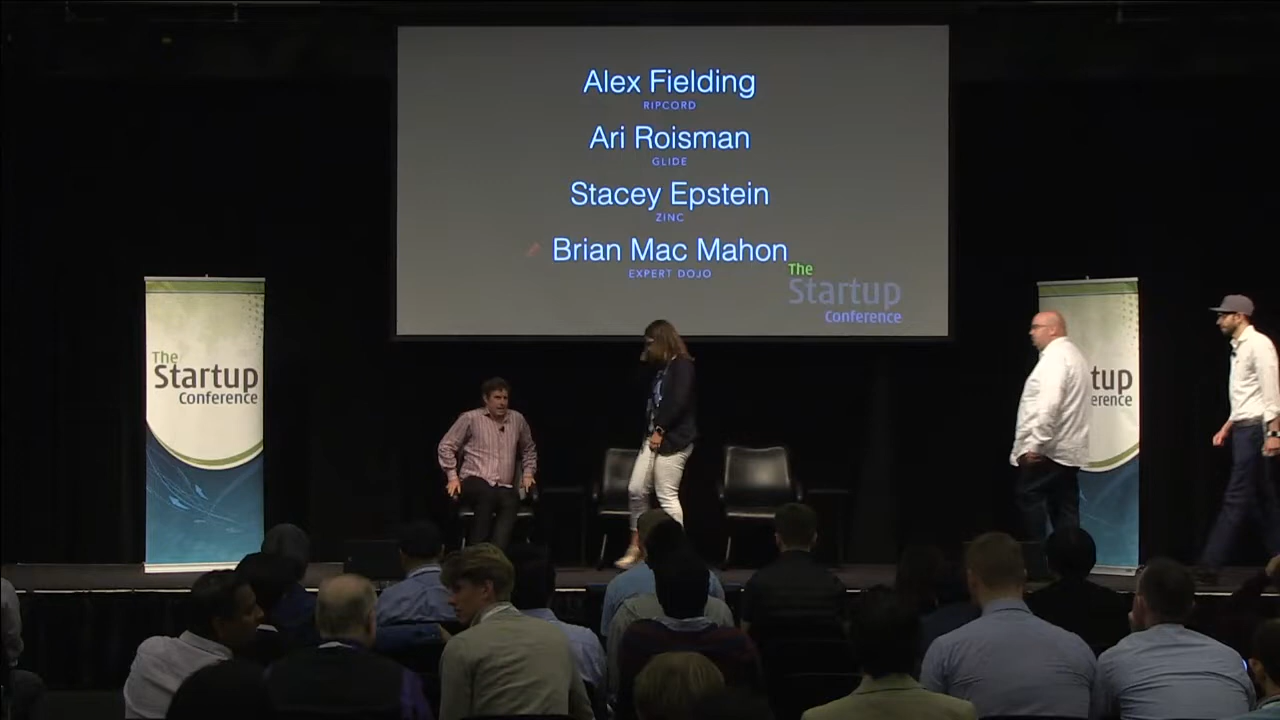 Alex Fielding
RIPCORD
Ari Roisman
GLIDE
Stacey Epstein
ZINC
Brian Mac Mahon
EXPERT DOJO
The
Startup
Conference
The
Startup
Conference
tup
erence